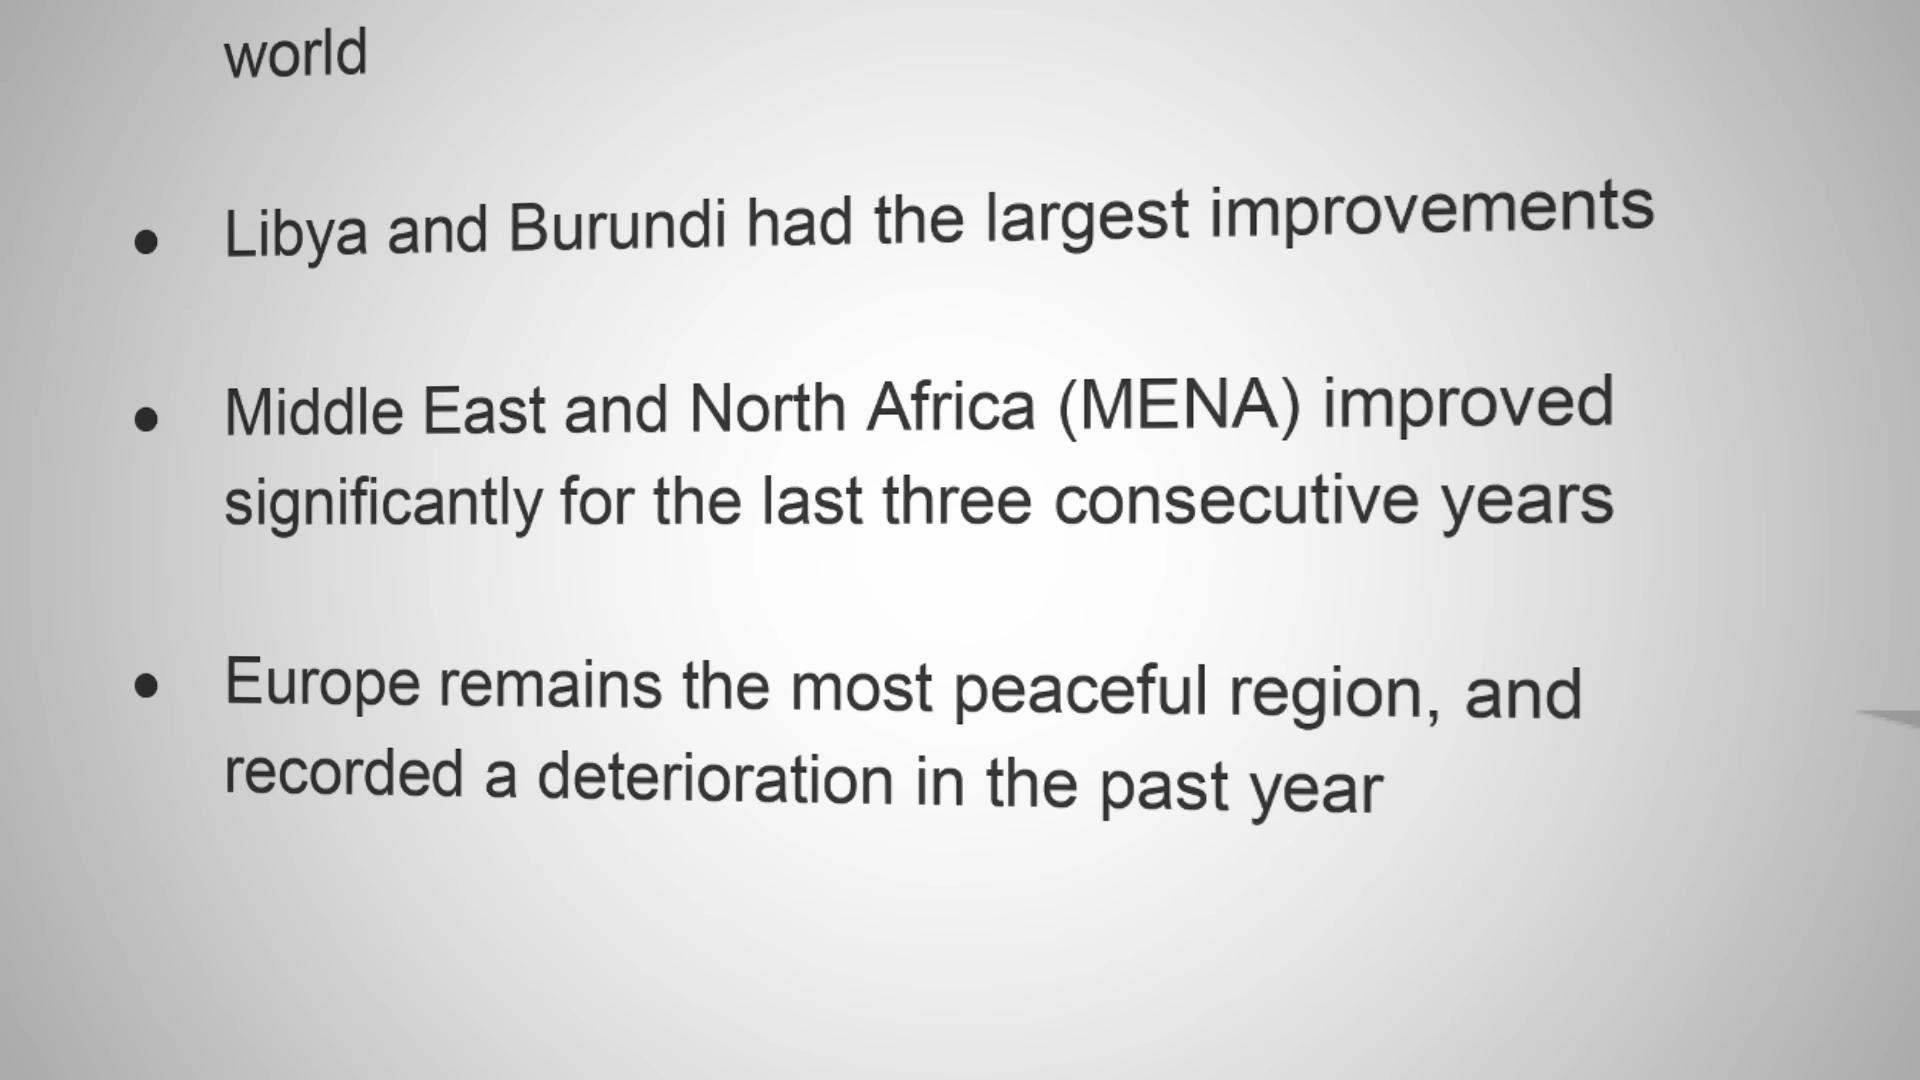 world
• Libya and Burundi had the largest improvements
• Middle East and North Africa (MENA) improved
significantly for the last three consecutive years
• Europe remains the most peaceful region, and
recorded a deterioration in the past year